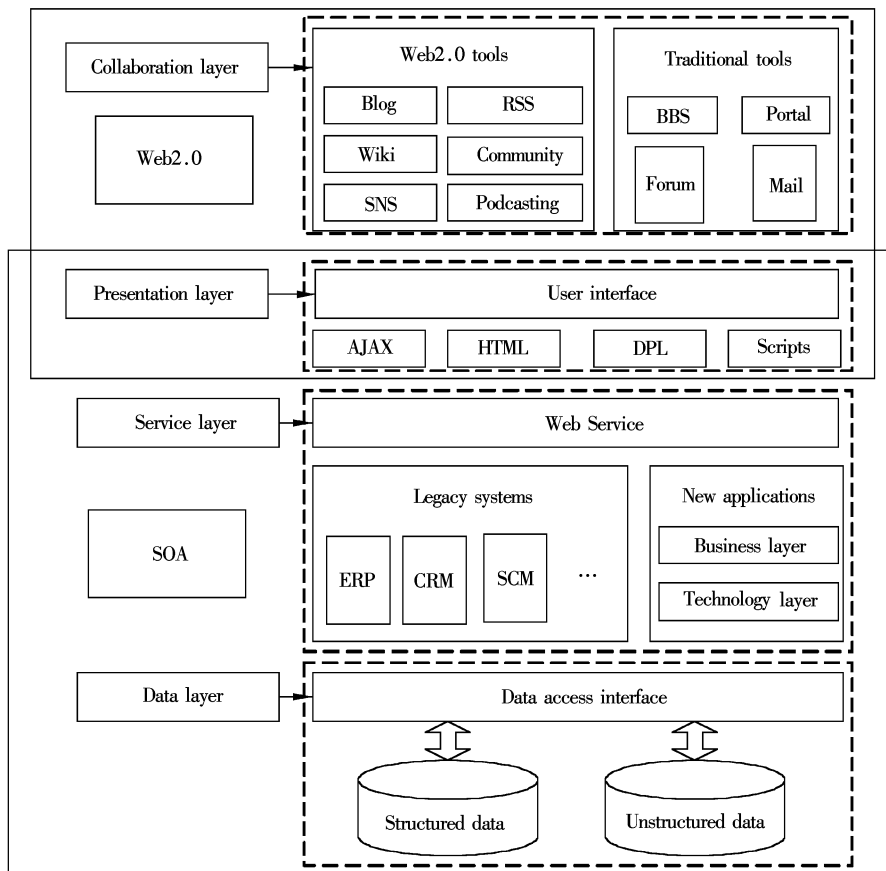 Collaboration layer
Web2.0
Web2.0 tools
Blog
RSS
Wiki
Community
SNS
Podcasting
Traditional tools
BBS
Portal
Forum
Mail
Presentation layer
User interface
AJAX
HTML
DPL
Scripts
Service layer
Web Service
SOA
Legacy systems
ERP
CRM
SCM
...
New applications
Business layer
Technology layer
Data layer
Data access interface
Structured data
Unstructured data